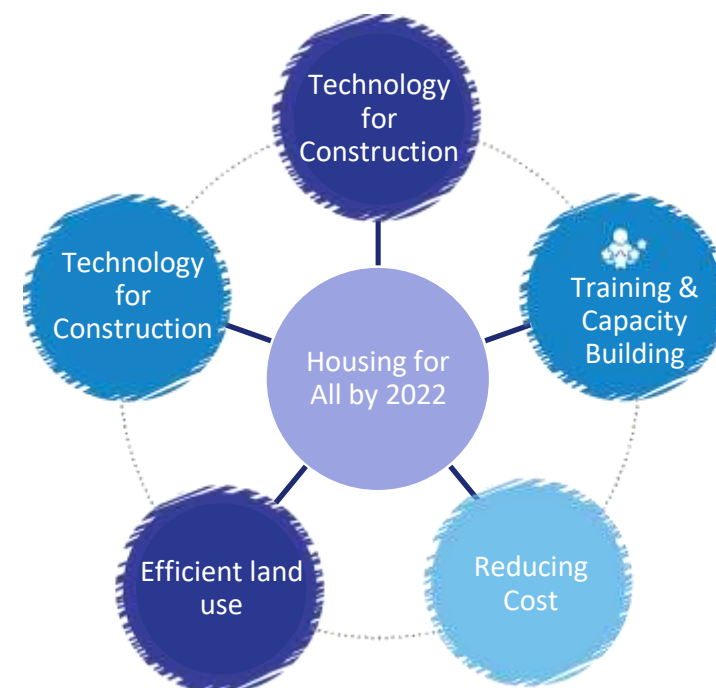 Technology
for
Construction
Technology
for
Construction
Training &
Capacity
Building
Housing for
All by 2022
Efficient land
use
Reducing
Cost